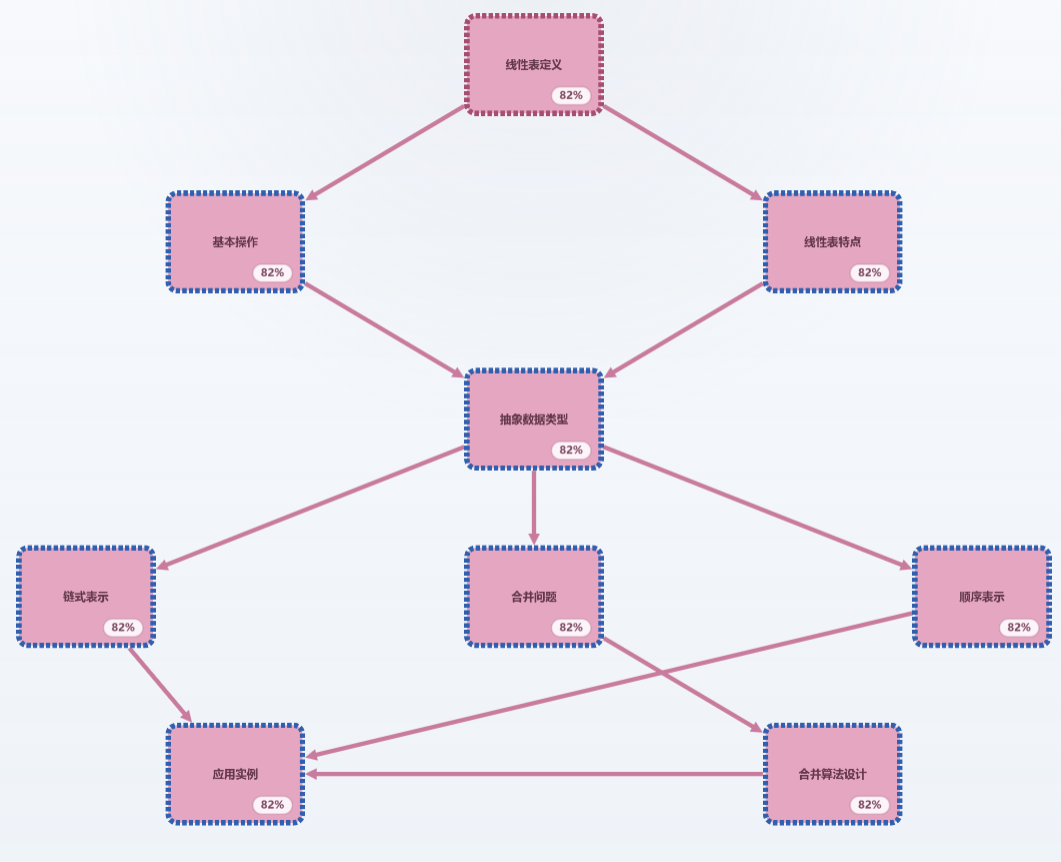 线性表定义
82%
基本操作
82%
线性表特点
82%
抽象数据类型
82%
链式表示
82%
合并问题
82%
顺序表示
82%
应用实例
82%
合并算法设计
82%